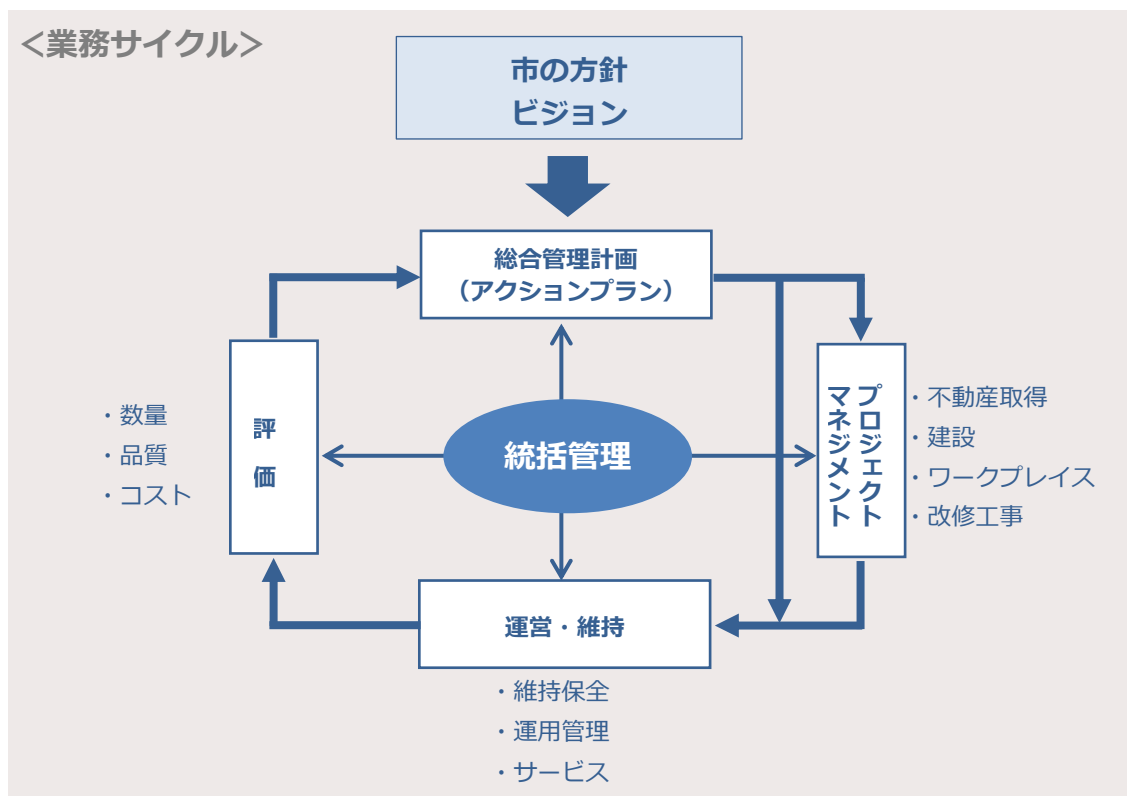 ＜業務サイクル＞
市の方針
ビジョン
総合管理計画
（アクションプラン）
評
価
・数量
・品質
・コスト
統括管理
プロジェクト
マネジメント
・不動産取得
・建設
・ワークプレイス
・改修工事
運営・維持
・維持保全
・運用管理
・サービス